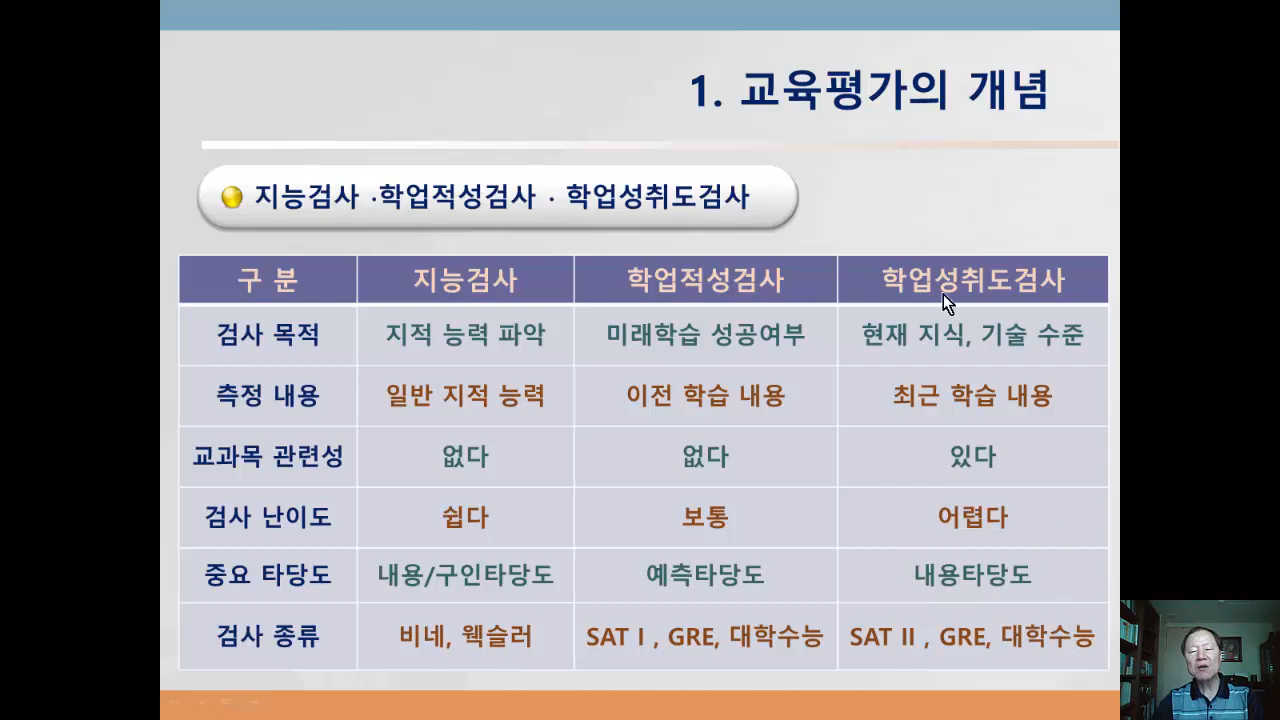 1. 교육평가의 개념
지능검사 ·학업적성검사 · 학업성취도검사
구 분 지능검사 학업적성검사 학업성취도검사
검사 목적 지적 능력 파악 미래학습 성공여부 현재 지식, 기술 수준
측정 내용 일반 지적 능력 이전 학습 내용 최근 학습 내용
교과목 관련성 없다 없다 있다
검사 난이도 쉽다 보통 어렵다
중요 타당도 내용/구인타당도 예측타당도 내용타당도
검사 종류 비네, 웩슬러 SAT I , GRE, 대학수능 SAT II , GRE, 대학수능